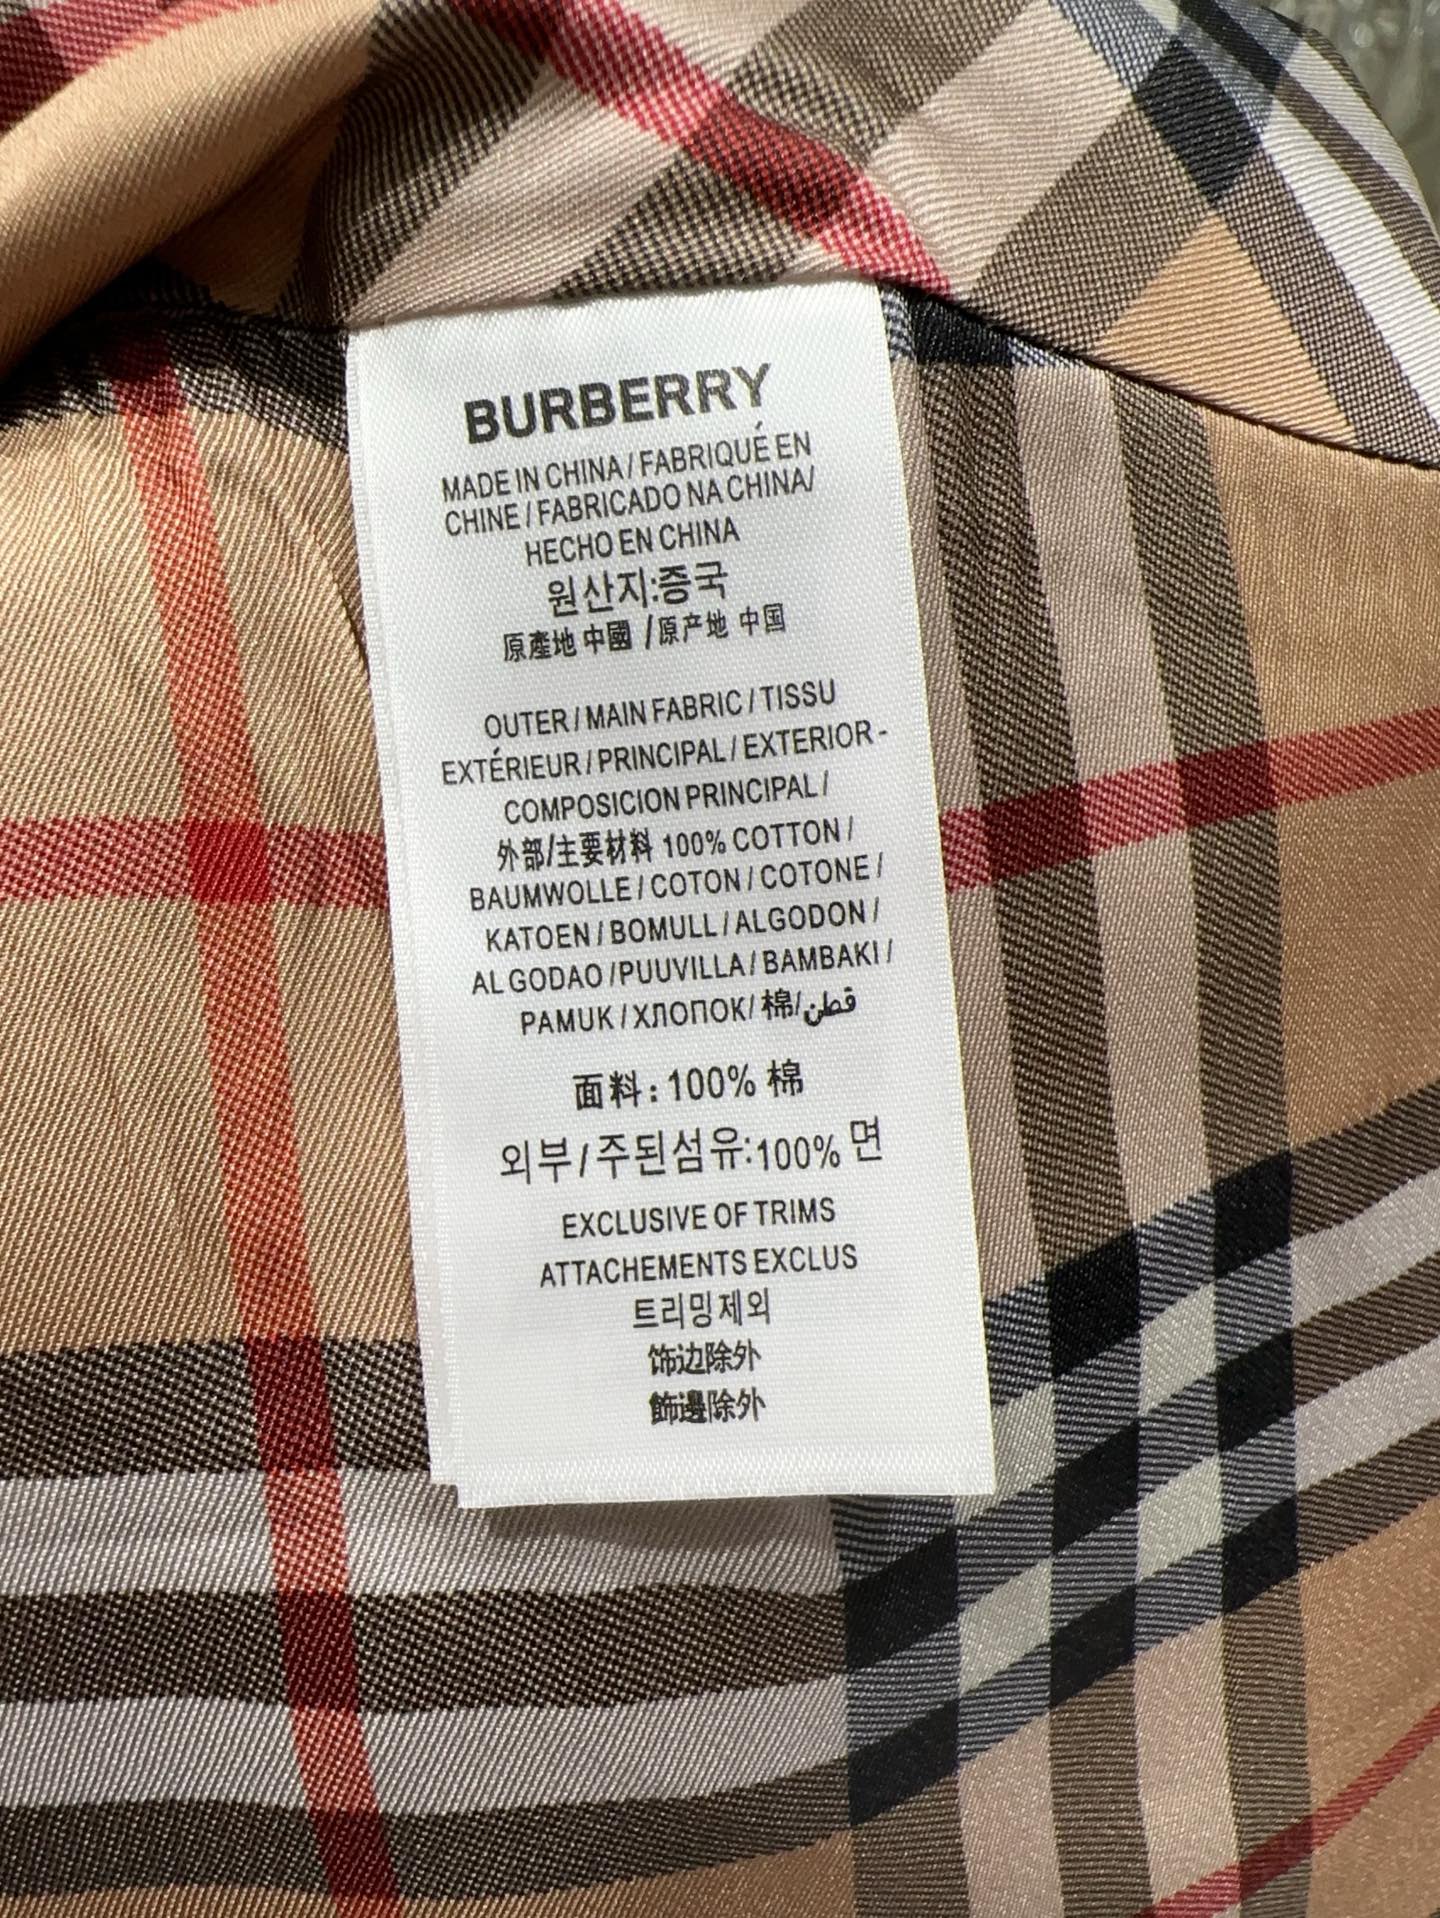 BURBERRY
MADE IN CHINA / FABRIQUÉ EN
CHINE / FABRICADO NA CHINA/
HECHO EN CHINA
원산지:증국
原產地 中國 /原产地 中国
OUTER / MAIN FABRIC / TISSU
EXTÉRIEUR / PRINCIPAL / EXTERIOR -
COMPOSICION PRINCIPAL /
外部/主要材料 100% COTTON /
BAUMWOLLE / COTON / COTONE /
KATOEN / BOMULL / ALGODON /
ALGODAO /PUUVILLA / BAMBAKI /
PAMUK / ХЛОПОК/ 棉/قطن
面料：100% 棉
외부/주된섬유:100% 면
EXCLUSIVE OF TRIMS
ATTACHEMENTS EXCLUS
트리밍제외
饰边除外
飾邊除外